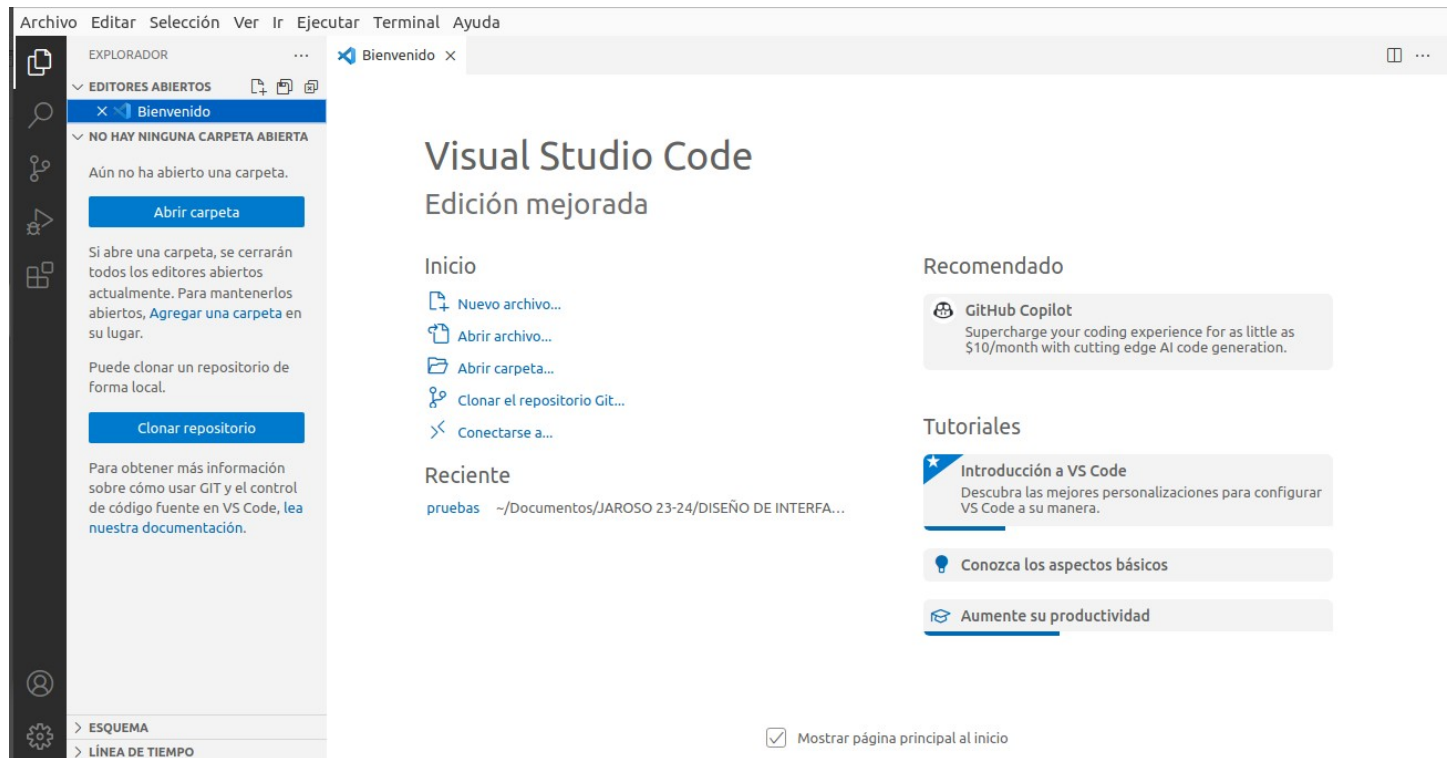 Archivo Editar Selección Ver Ir Ejecutar Terminal Ayuda
EXPLORADOR
EDITORES ABIERTOS
Bienvenido
NO HAY NINGUNA CARPETA ABIERTA
Aún no ha abierto una carpeta.
Abrir carpeta
Si abre una carpeta, se cerrarán
todos los editores abiertos
actualmente. Para mantenerlos
abiertos, Agregar una carpeta en
su lugar.
Puede clonar un repositorio de
forma local.
Clonar repositorio
Para obtener más información
sobre cómo usar GIT y el control
de código fuente en VS Code, lea
nuestra documentación.
ESQUEMA
LÍNEA DE TIEMPO
Bienvenido
Visual Studio Code
Edición mejorada
Inicio
Nuevo archivo...
Abrir archivo...
Abrir carpeta...
Clonar el repositorio Git...
Conectarse a...
Reciente
pruebas ~/Documentos/JAROSO 23-24/DISEÑO DE INTERFA...
Recomendado
GitHub Copilot
Supercharge your coding experience for as little as
$10/month with cutting edge AI code generation.
Tutoriales
Introducción a VS Code
Descubra las mejores personalizaciones para configurar
VS Code a su manera.
Conozca los aspectos básicos
Aumente su productividad
Mostrar página principal al inicio